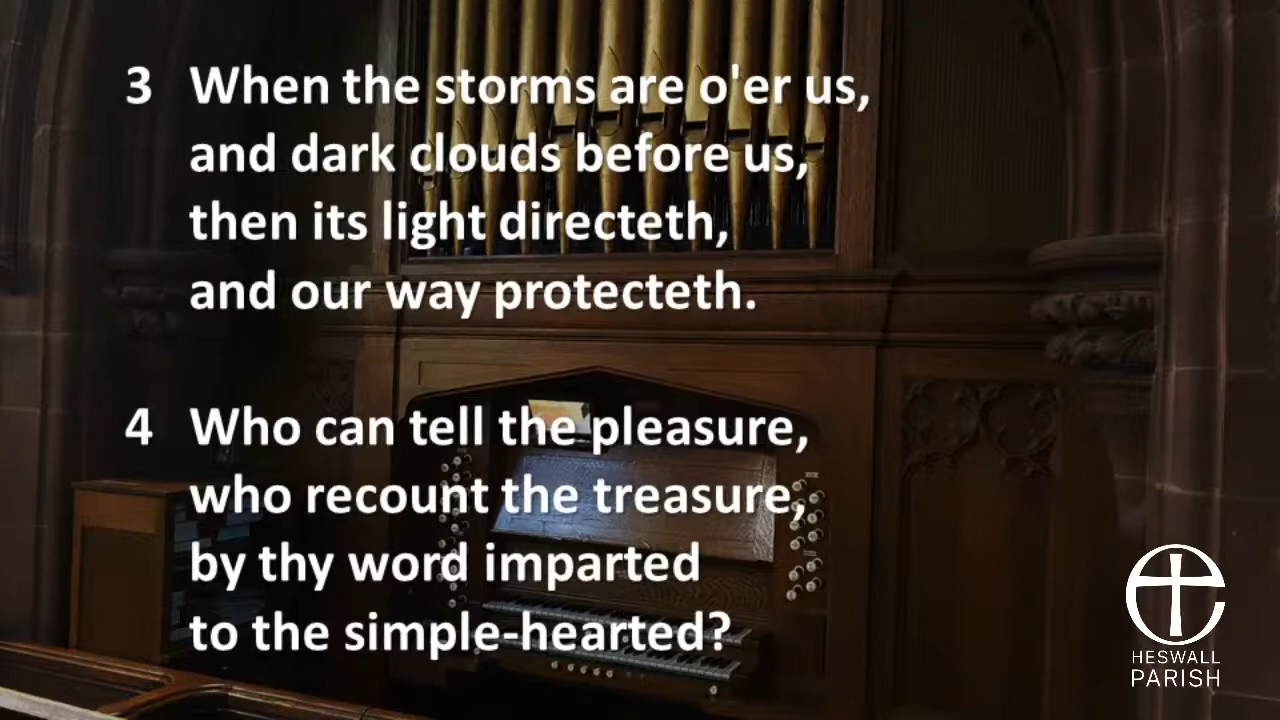 3 When the storms are o'er us,
and dark clouds before us,
then its light directeth,
and our way protecteth.
4 Who can tell the pleasure,
who recount the treasure,
by thy word imparted
to the simple-hearted?
HESWALL
PARISH